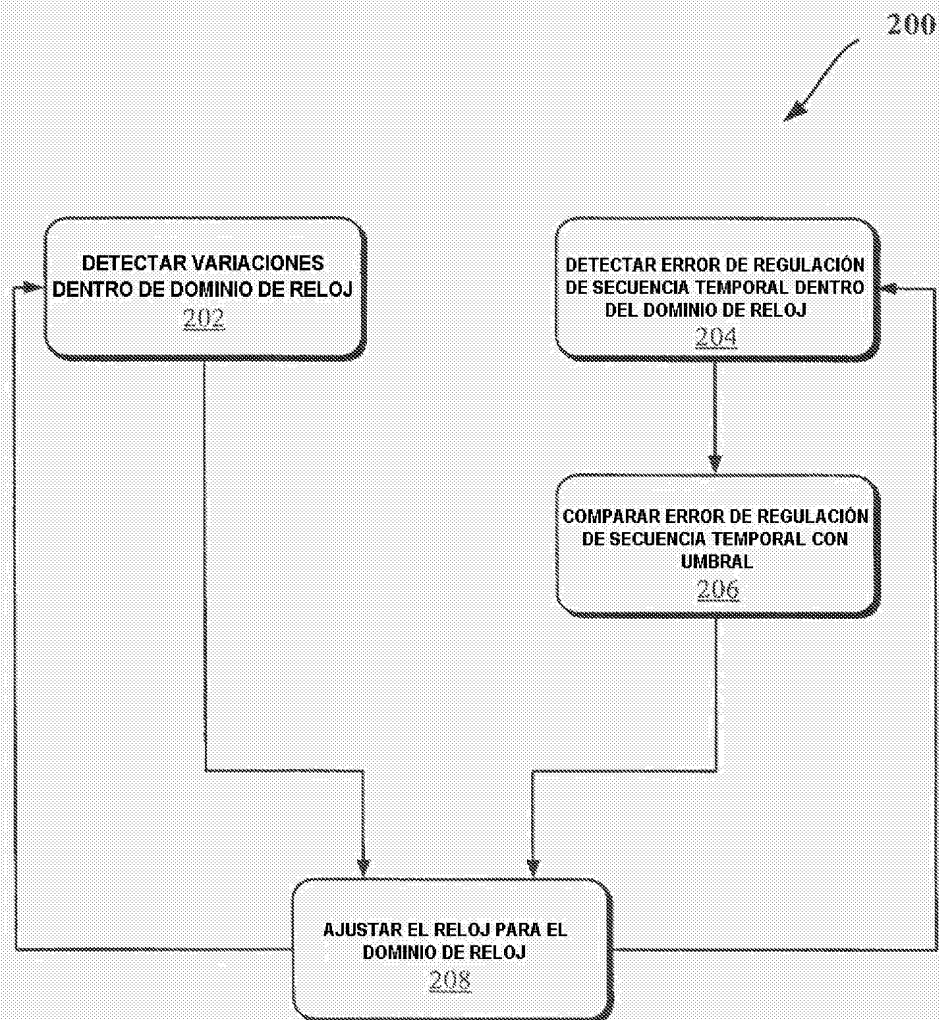 200
DETECTAR VARIACIONES
DENTRO DE DOMINIO DE RELOJ
202
DETECTAR ERROR DE REGULACIÓN
DE SECUENCIA TEMPORAL DENTRO
DEL DOMINIO DE RELOJ
204
COMPARAR ERROR DE REGULACIÓN
DE SECUENCIA TEMPORAL CON
UMBRAL
206
AJUSTAR EL RELOJ PARA EL
DOMINIO DE RELOJ
208